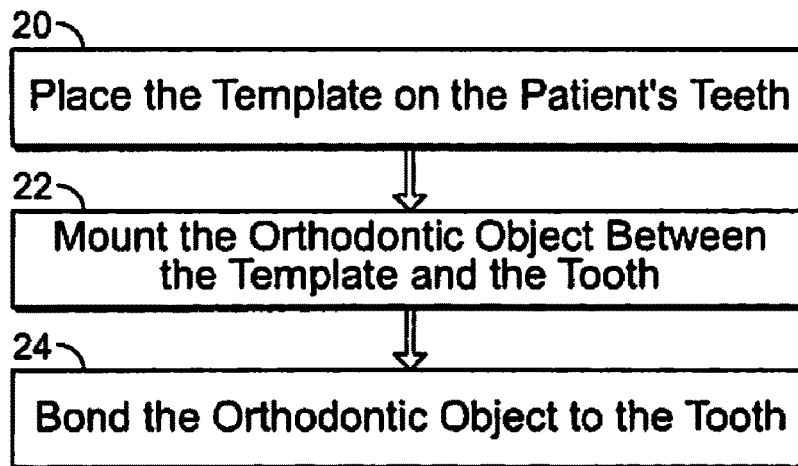 20
Place the Template on the Patient's Teeth
22
Mount the Orthodontic Object Between
the Template and the Tooth
24
Bond the Orthodontic Object to the Tooth